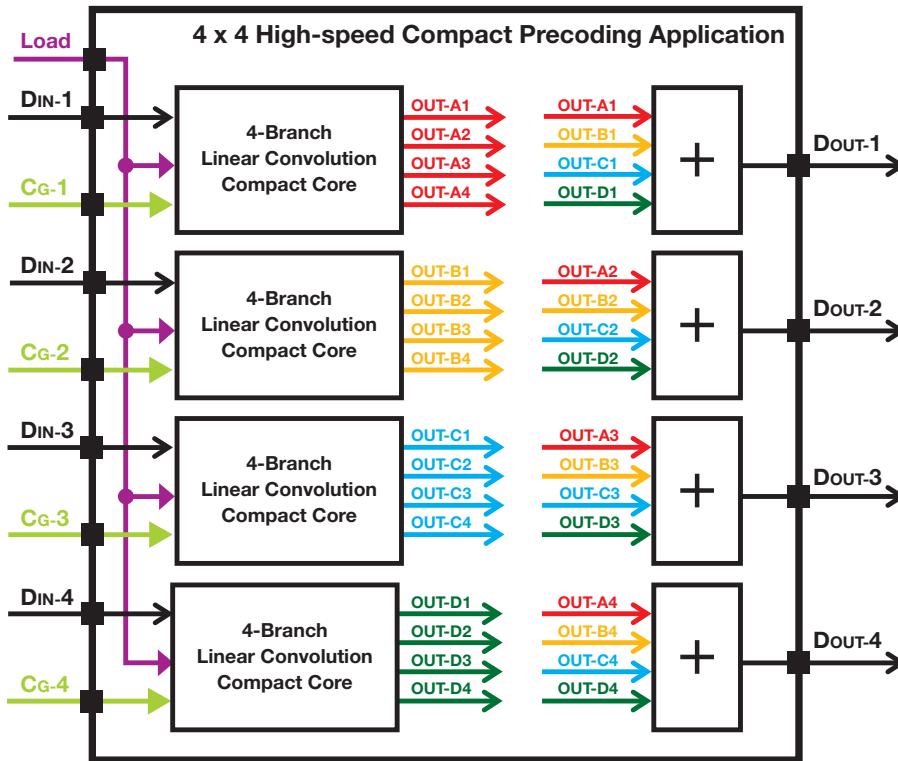 4 x 4 High-speed Compact Precoding Application
Load
DIN-1
CG-1
4-Branch
Linear Convolution
Compact Core
OUT-A1
OUT-A2
OUT-A3
OUT-A4
OUT-A1
OUT-B1
OUT-C1
OUT-D1
+
DOUT-1
DIN-2
CG-2
4-Branch
Linear Convolution
Compact Core
OUT-B1
OUT-B2
OUT-B3
OUT-B4
OUT-A2
OUT-B2
OUT-C2
OUT-D2
+
DOUT-2
DIN-3
CG-3
4-Branch
Linear Convolution
Compact Core
OUT-C1
OUT-C2
OUT-C3
OUT-C4
OUT-A3
OUT-B3
OUT-C3
OUT-D3
+
DOUT-3
DIN-4
CG-4
4-Branch
Linear Convolution
Compact Core
OUT-D1
OUT-D2
OUT-D3
OUT-D4
OUT-A4
OUT-B4
OUT-C4
OUT-D4
+
DOUT-4